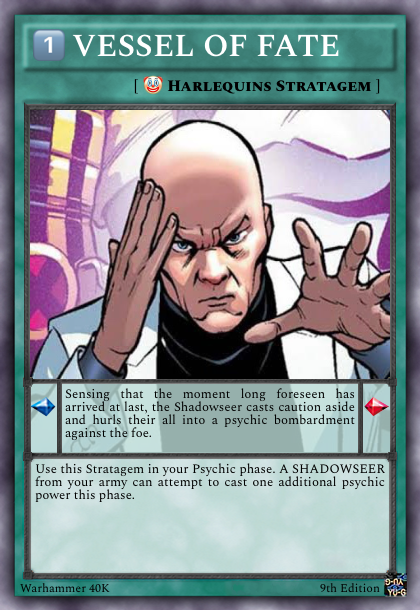 1 VESSEL OF FATE
[ 🤡 HARLEQUINS STRATAGEM ]
Sensing that the moment long foreseen has
arrived at last, the Shadowseer casts caution aside
and hurls their all into a psychic bombardment
against the foe.
Use this Stratagem in your Psychic phase. A SHADOWSEER
from your army can attempt to cast one additional psychic
power this phase.
Warhammer 40K 9th Edition